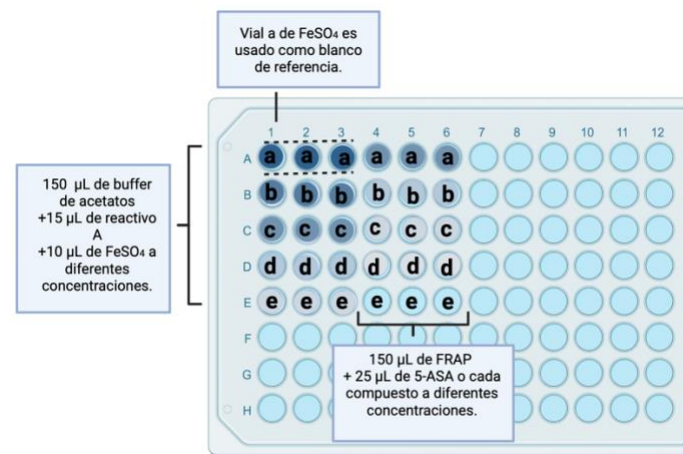 Vial a de FeSO₄ es
usado como blanco
de referencia.
1 2 3 4 5 6 7 8 9 10 11 12
A a a a a a a
B b b b b b b
C c c c c c c
D d d d d d d
E e e e e e e
F
G
H
150 µL de buffer
de acetatos
+15 µL de reactivo
A
+10 µL de FeSO₄ a
diferentes
concentraciones.
150 µL de FRAP
+ 25 µL de 5-ASA o cada
compuesto a diferentes
concentraciones.